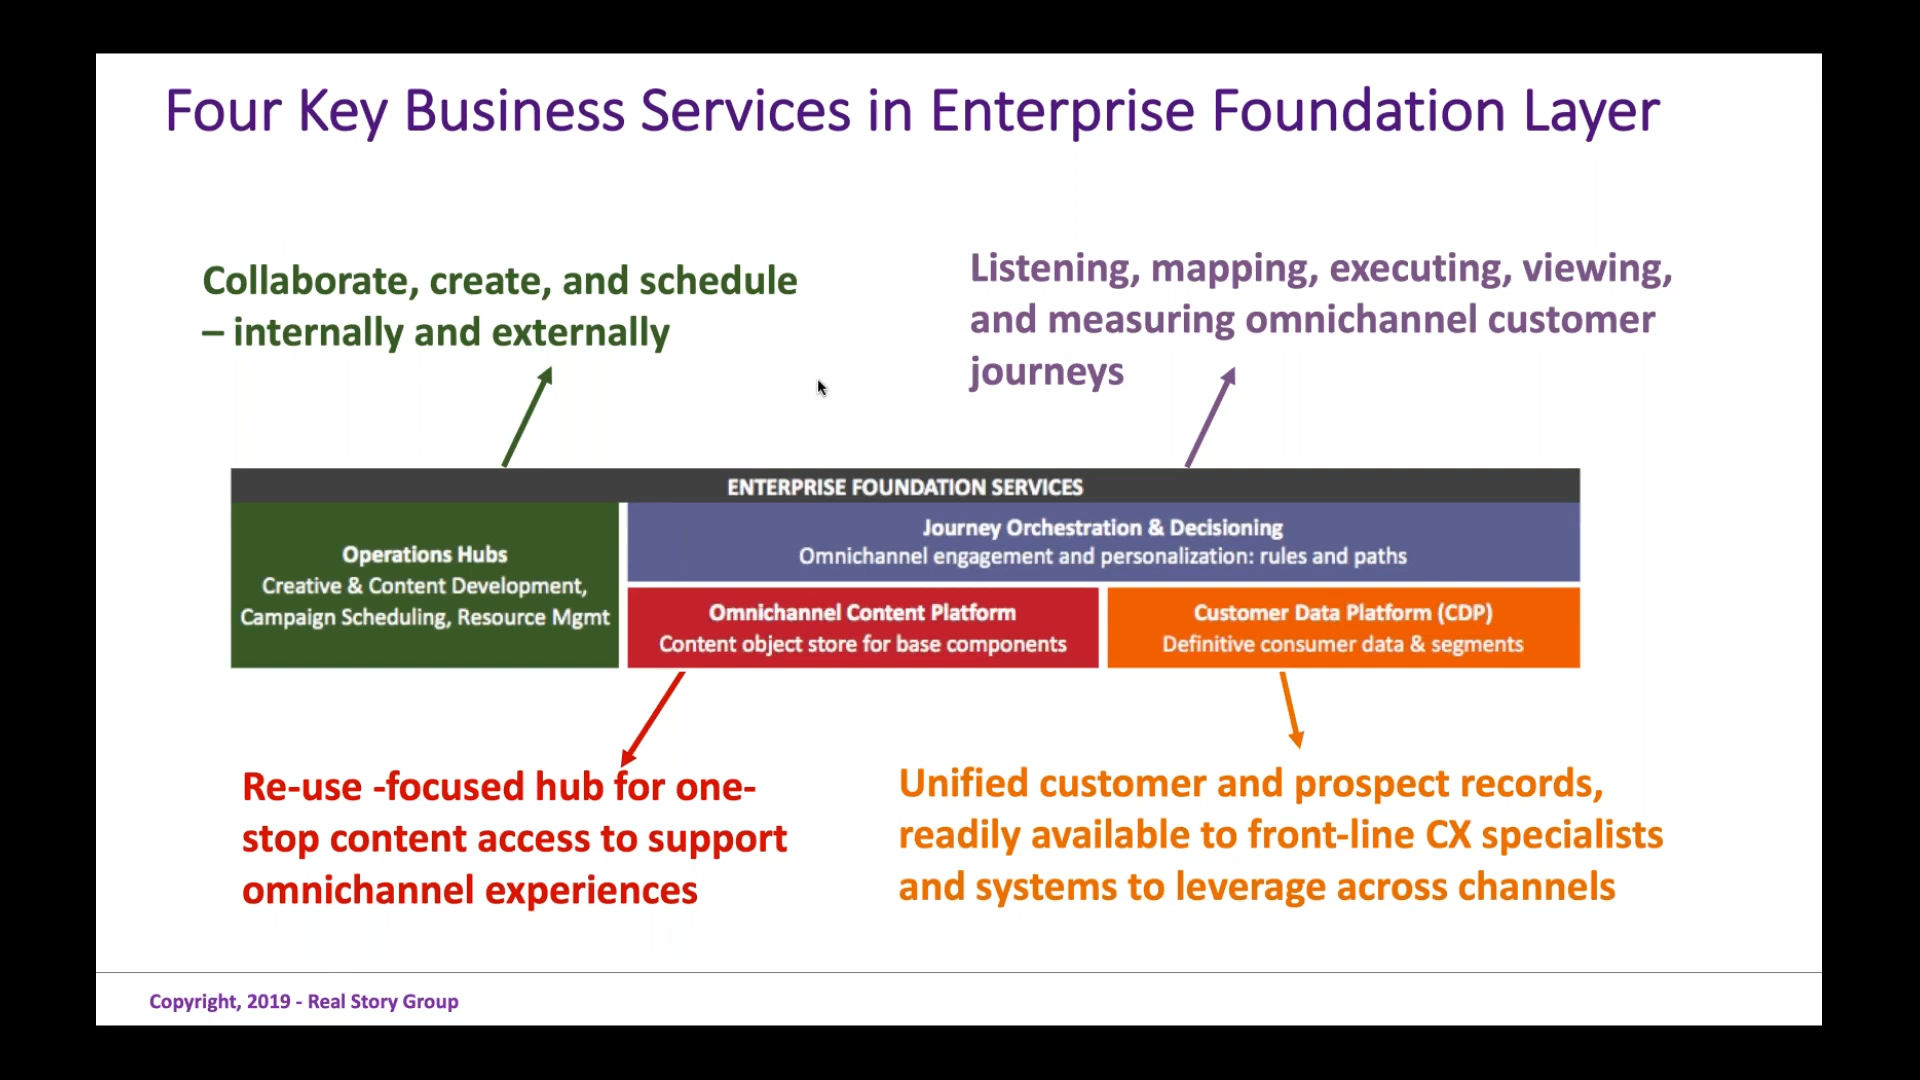 Four Key Business Services in Enterprise Foundation Layer
Collaborate, create, and schedule
– internally and externally
Listening, mapping, executing, viewing,
and measuring omnichannel customer
journeys
ENTERPRISE FOUNDATION SERVICES
Operations Hubs
Creative & Content Development,
Campaign Scheduling, Resource Mgmt
Journey Orchestration & Decisioning
Omnichannel engagement and personalization: rules and paths
Omnichannel Content Platform
Content object store for base components
Customer Data Platform (CDP)
Definitive consumer data & segments
Re-use -focused hub for one-
stop content access to support
omnichannel experiences
Unified customer and prospect records,
readily available to front-line CX specialists
and systems to leverage across channels
Copyright, 2019 - Real Story Group